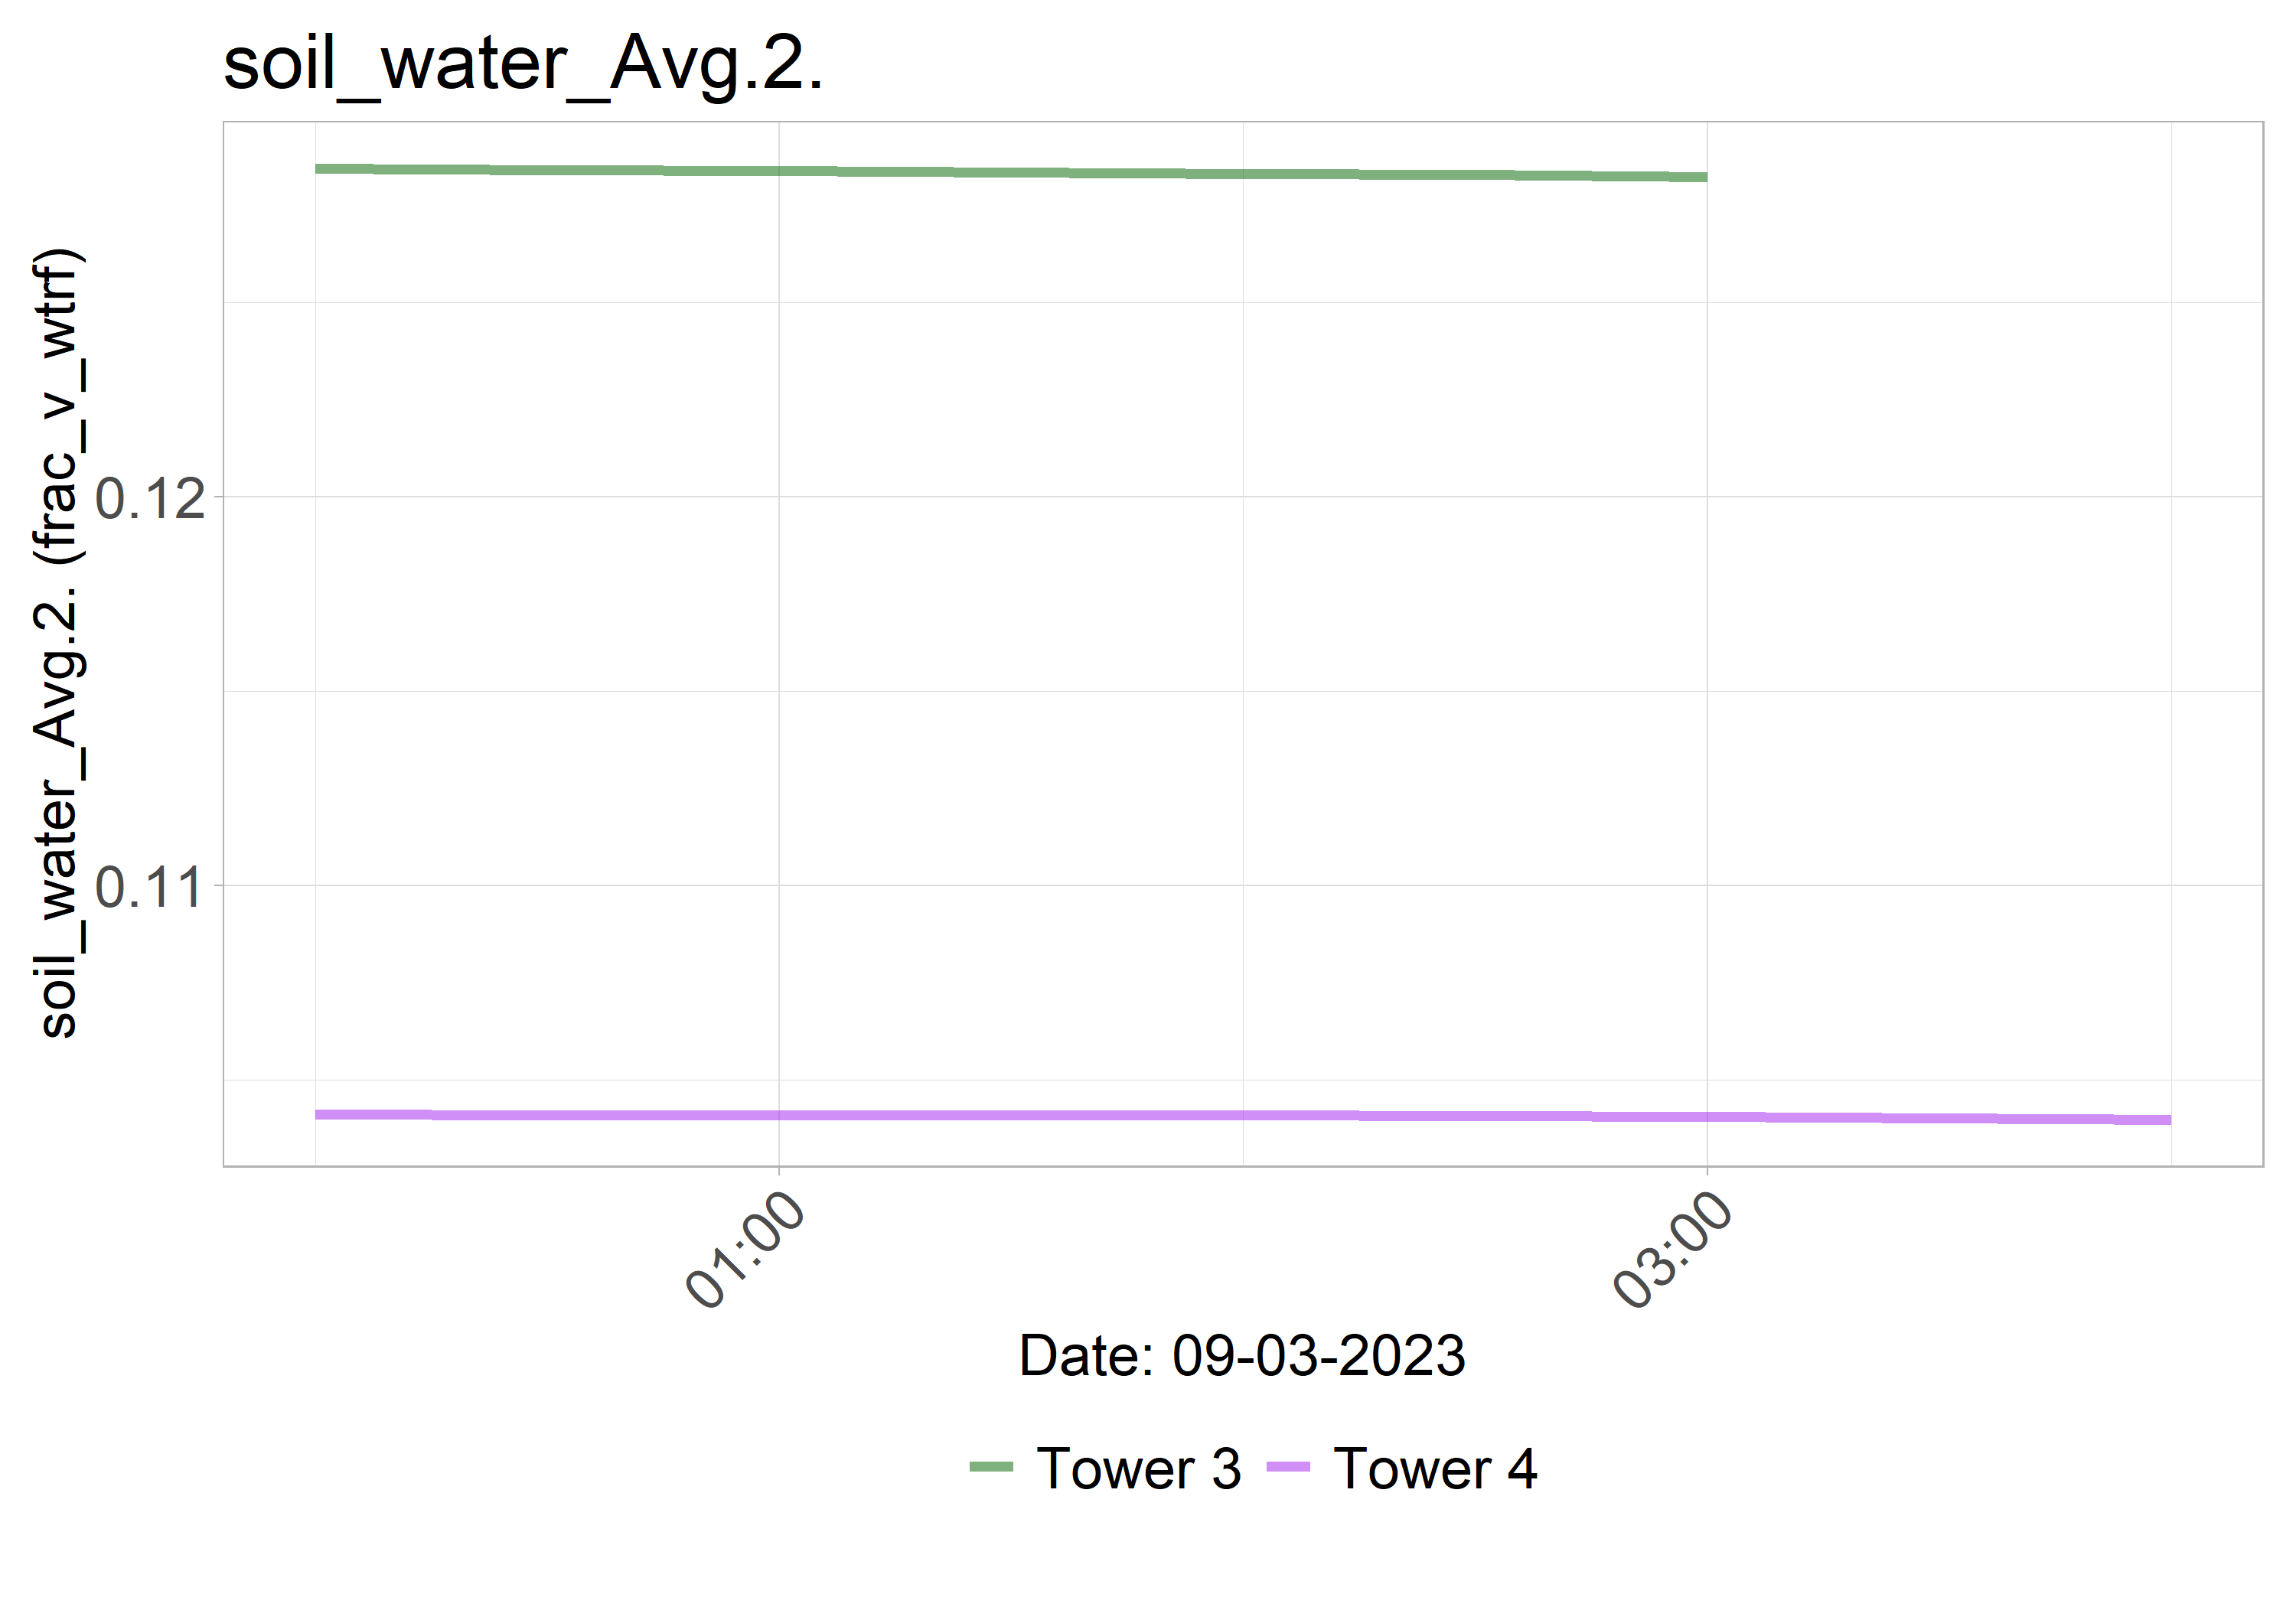 soil_water_Avg.2.
soil_water_Avg.2. (frac_v_wtrf)
0.12
0.11
01:00
03:00
Date: 09-03-2023
Tower 3
Tower 4